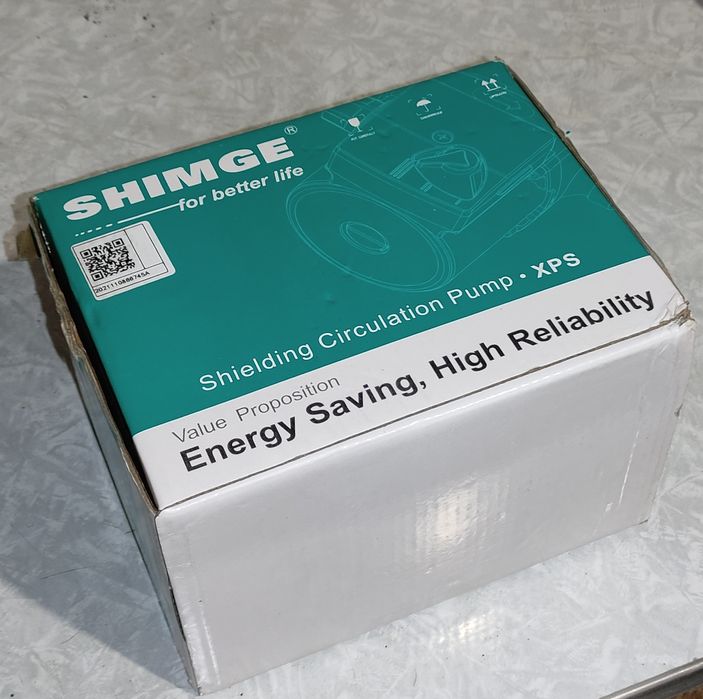 SHIMGE®
for better life
Shielding Circulation Pump • XPS
Value Proposition
Energy Saving, High Reliability